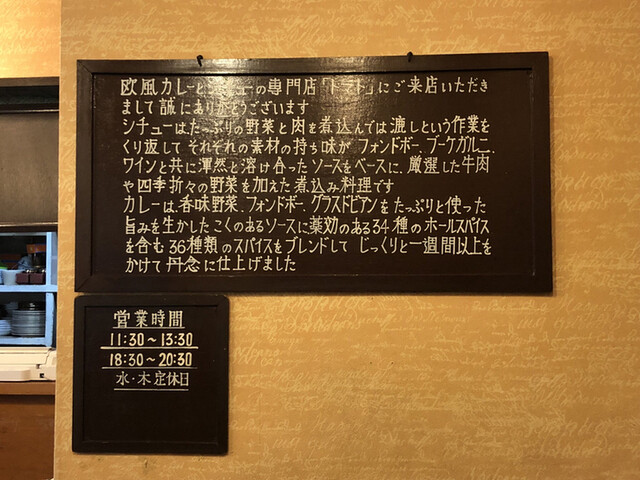 欧風カレーとシチューの専門店「ドラド」にご来店いただき
まして誠にありがとうございます
シチューは、たっぷりの野菜と肉を煮込んでは漉しという作業を
くり返して それぞれの素材の持ち味が フォンドボー、ブーケガルニ、
ワインと共に渾然と溶け合った ソースをベースに、厳選した牛肉
や四季折々の野菜を加えた煮込み料理です
カレーは、香味野菜、フォンドボー、グラスドビアンをたっぷりと使った
旨みを生かしたこくのあるソースに薬効のある34種のホールスパイス
を含む36種類のスパイスをブレンドして じっくりと一週間以上を
かけて丹念に仕上げました
営業時間
11:30~13:30
18:30~20:30
水・木定休日